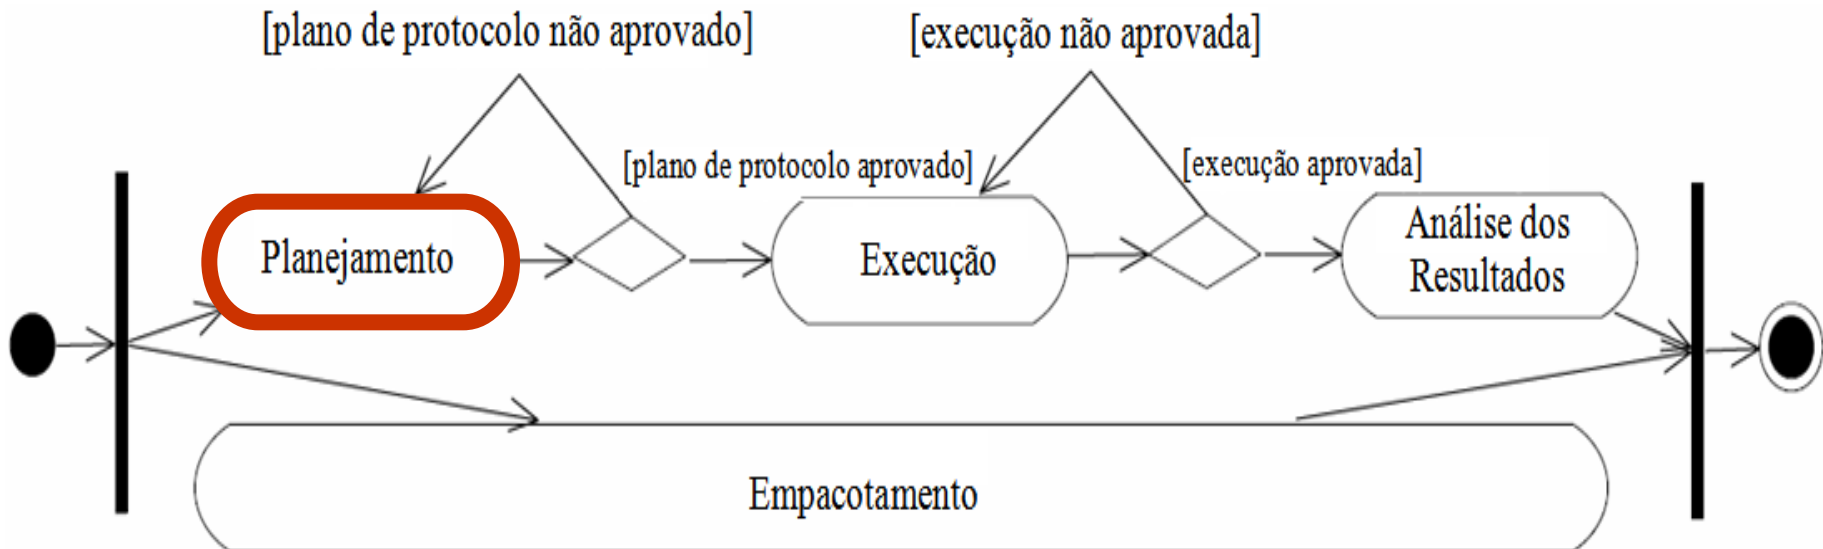 [plano de protocolo não aprovado]
[execução não aprovada]
[plano de protocolo aprovado]
[execução aprovada]
Planejamento
Execução
Análise dos
Resultados
Empacotamento